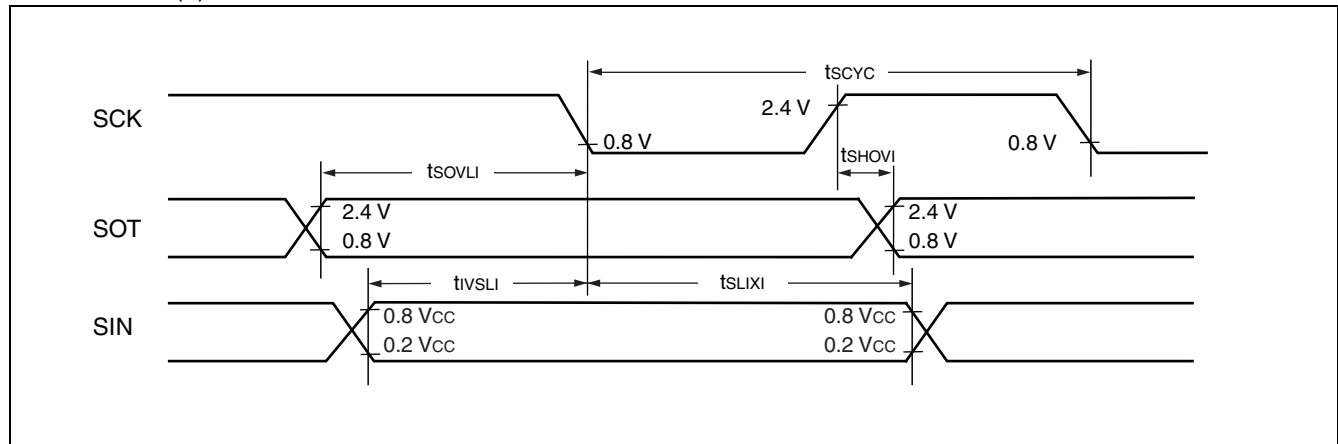 tSCYC
SCK
2.4 V
0.8 V
0.8 V
tSHOVI
tSOVLI
SOT
2.4 V
2.4 V
0.8 V
0.8 V
tIVSLI
tSLIXI
SIN
0.8 VCC
0.8 VCC
0.2 VCC
0.2 VCC